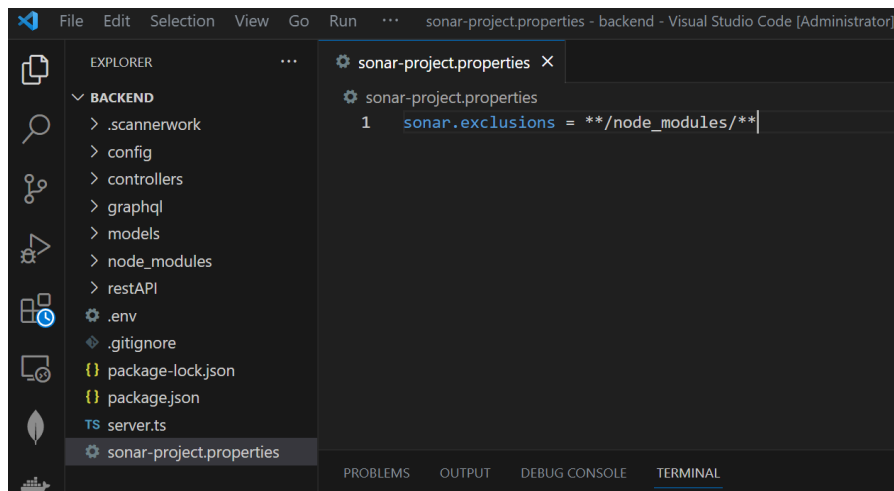 File Edit Selection View Go Run ··· sonar-project.properties - backend - Visual Studio Code [Administrator]
EXPLORER ···
BACKEND
.scannerwork
config
controllers
graphql
models
node_modules
restAPI
.env
.gitignore
{} package-lock.json
{} package.json
TS server.ts
sonar-project.properties
sonar-project.properties ×
sonar-project.properties
1 sonar.exclusions = **/node_modules/**
PROBLEMS OUTPUT DEBUG CONSOLE TERMINAL